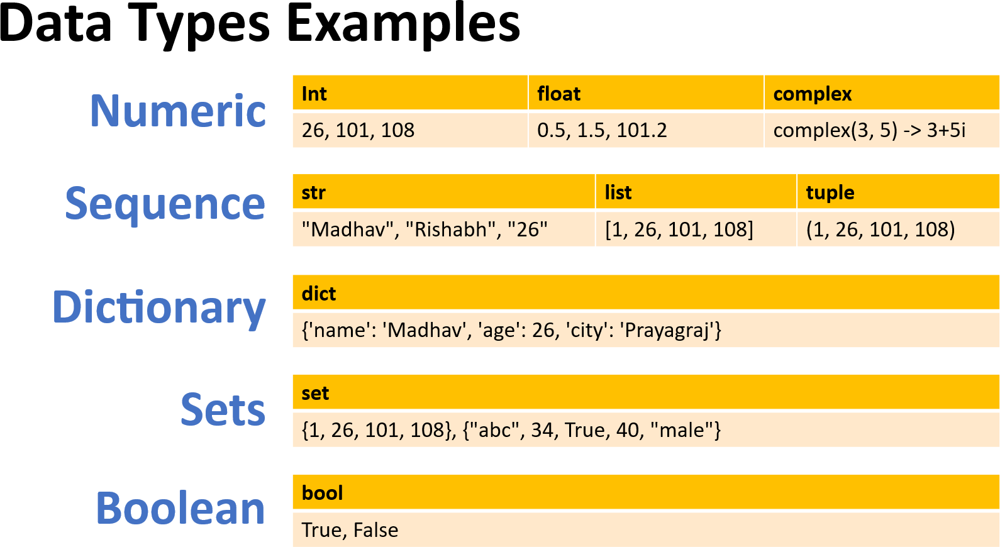 Data Types Examples
Numeric
Int float complex
26, 101, 108 0.5, 1.5, 101.2 complex(3, 5) -> 3+5i
Sequence
str list tuple
"Madhav", "Rishabh", "26" [1, 26, 101, 108] (1, 26, 101, 108)
Dictionary
dict
{'name': 'Madhav', 'age': 26, 'city': 'Prayagraj'}
Sets
set
{1, 26, 101, 108}, {"abc", 34, True, 40, "male"}
Boolean
bool
True, False